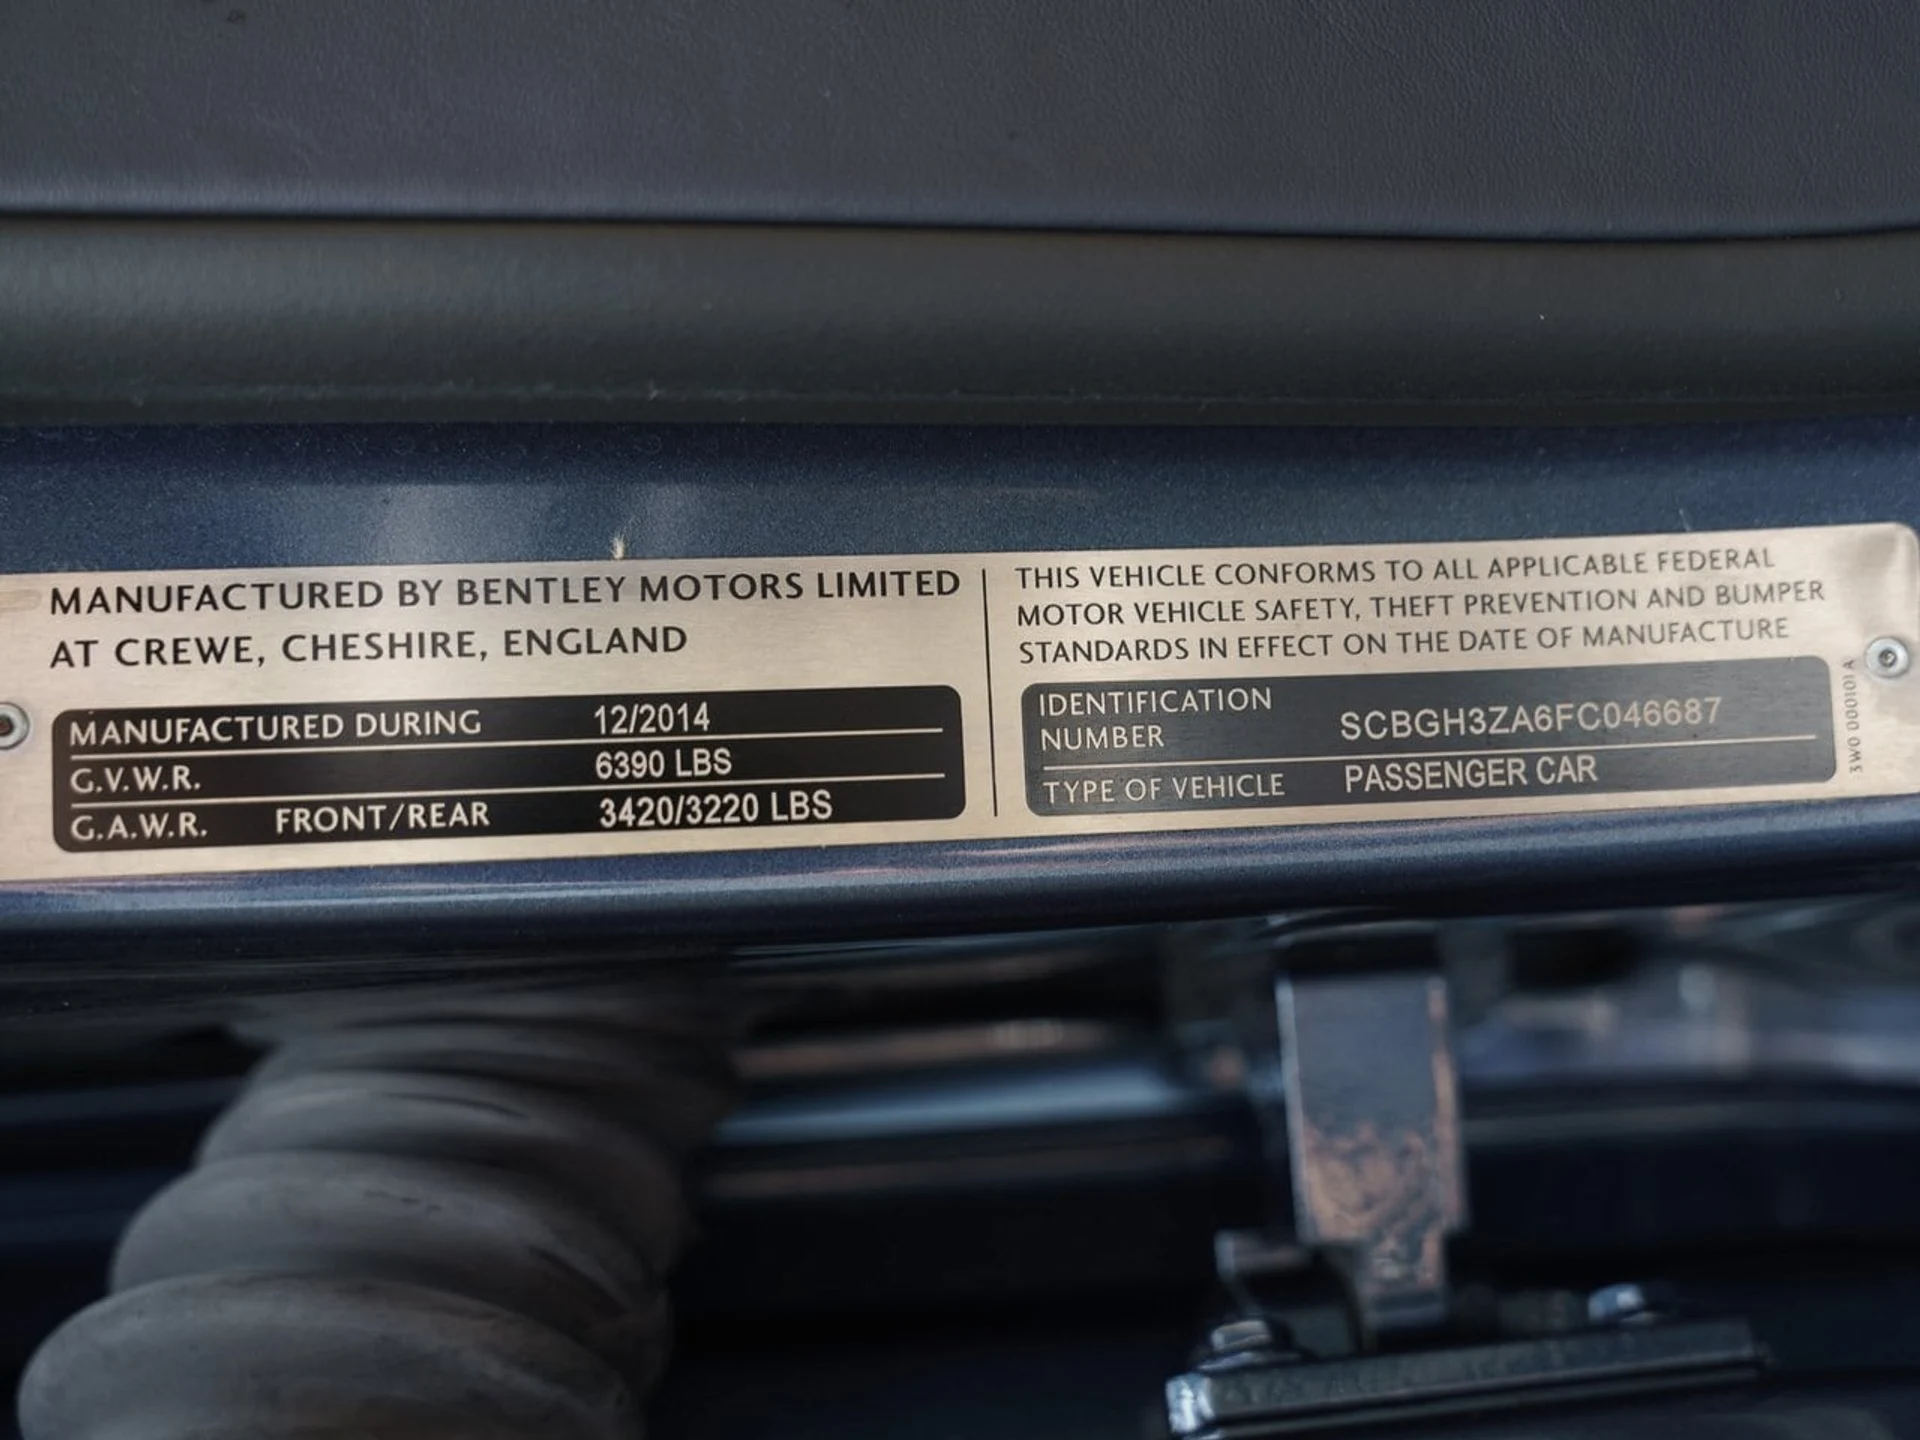 MANUFACTURED BY BENTLEY MOTORS LIMITED
AT CREWE, CHESHIRE, ENGLAND
MANUFACTURED DURING 12/2014
G.V.W.R. 6390 LBS
G.A.W.R. FRONT/REAR 3420/3220 LBS
THIS VEHICLE CONFORMS TO ALL APPLICABLE FEDERAL
MOTOR VEHICLE SAFETY, THEFT PREVENTION AND BUMPER
STANDARDS IN EFFECT ON THE DATE OF MANUFACTURE
IDENTIFICATION
NUMBER SCBGH3ZA6FC046687
TYPE OF VEHICLE PASSENGER CAR
3W0 000101 A